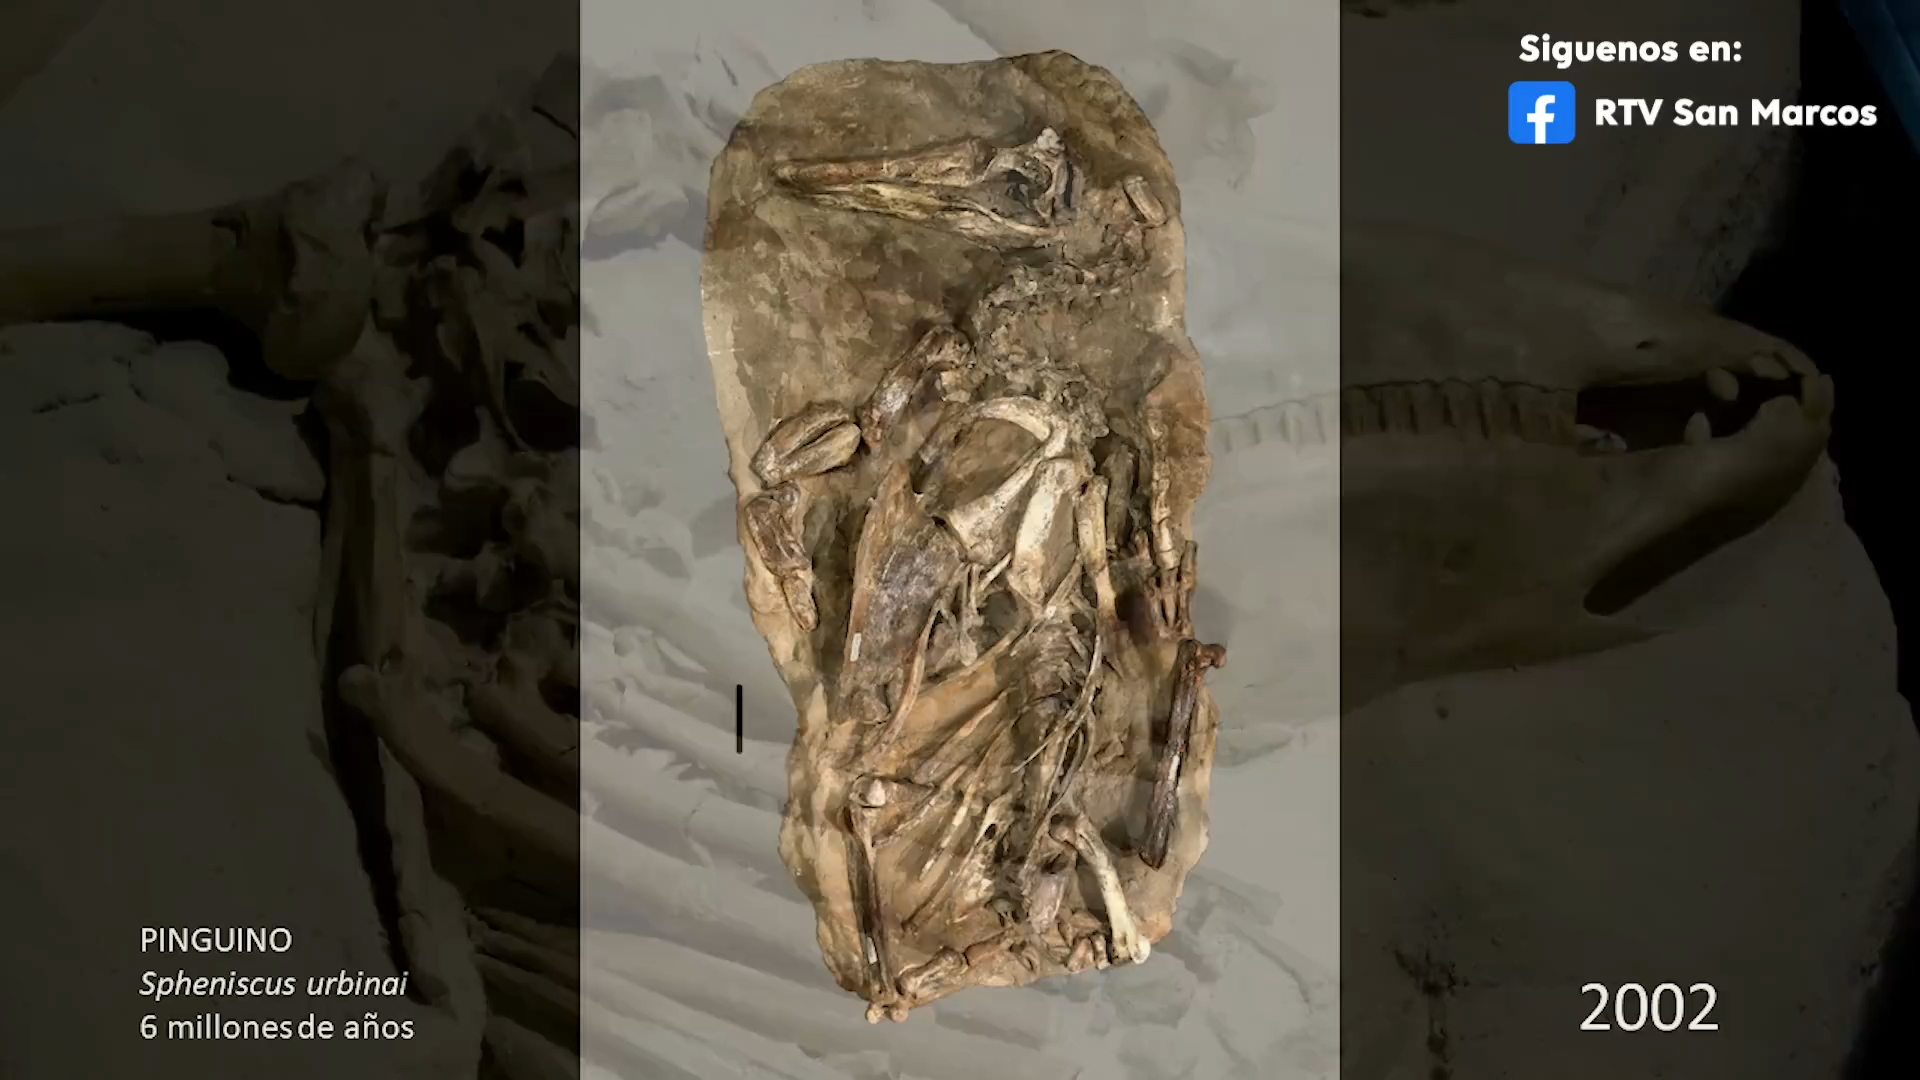 Siguenos en:
RTV San Marcos
PINGUINO
Spheniscus urbinai
6 millones de años
2002